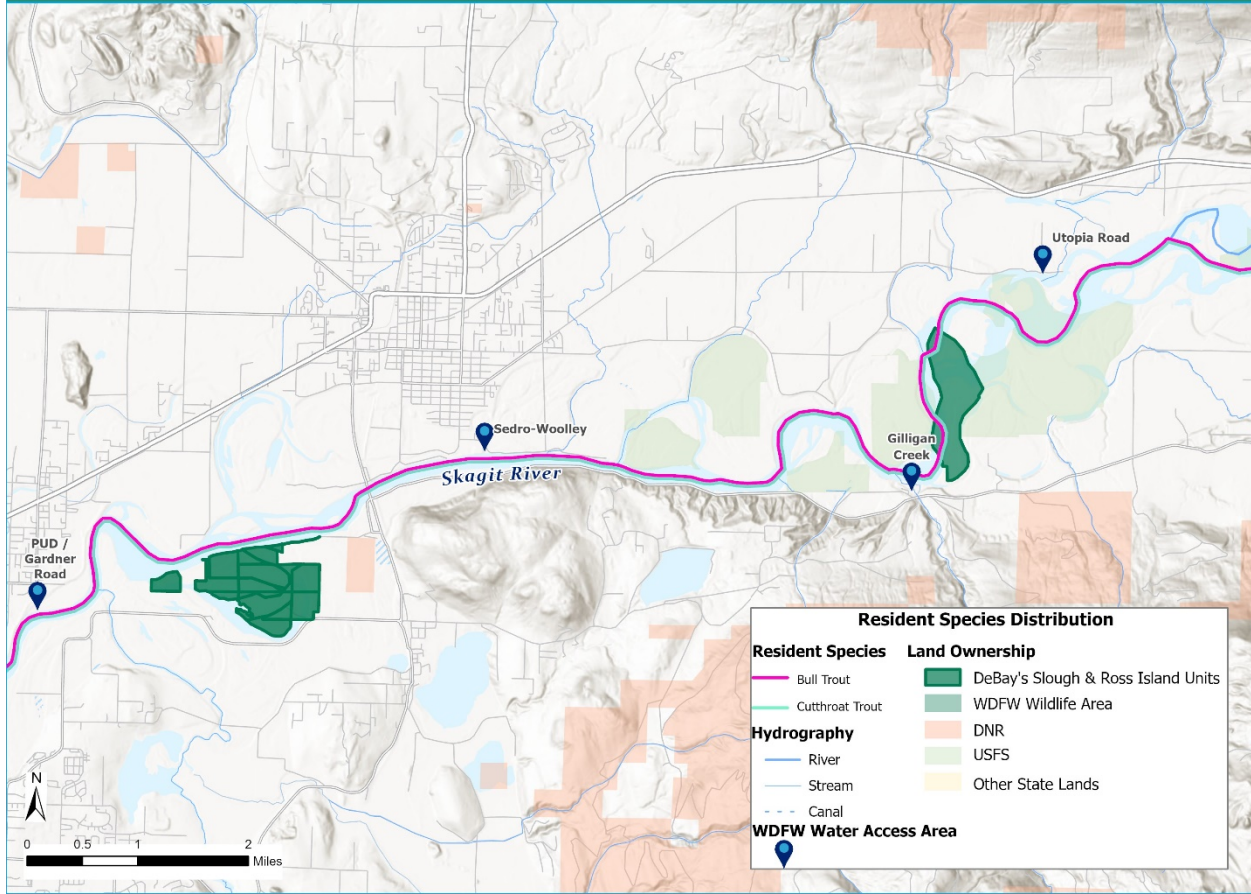 Utopia Road
Sedro-Woolley
Gilligan
Creek
Skagit River
PUD /
Gardner
Road
Resident Species Distribution
Resident Species
Bull Trout
Cutthroat Trout
Hydrography
River
Stream
Canal
WDFW Water Access Area
Land Ownership
DeBay's Slough & Ross Island Units
WDFW Wildlife Area
DNR
USFS
Other State Lands
N
0 0.5 1 2
Miles